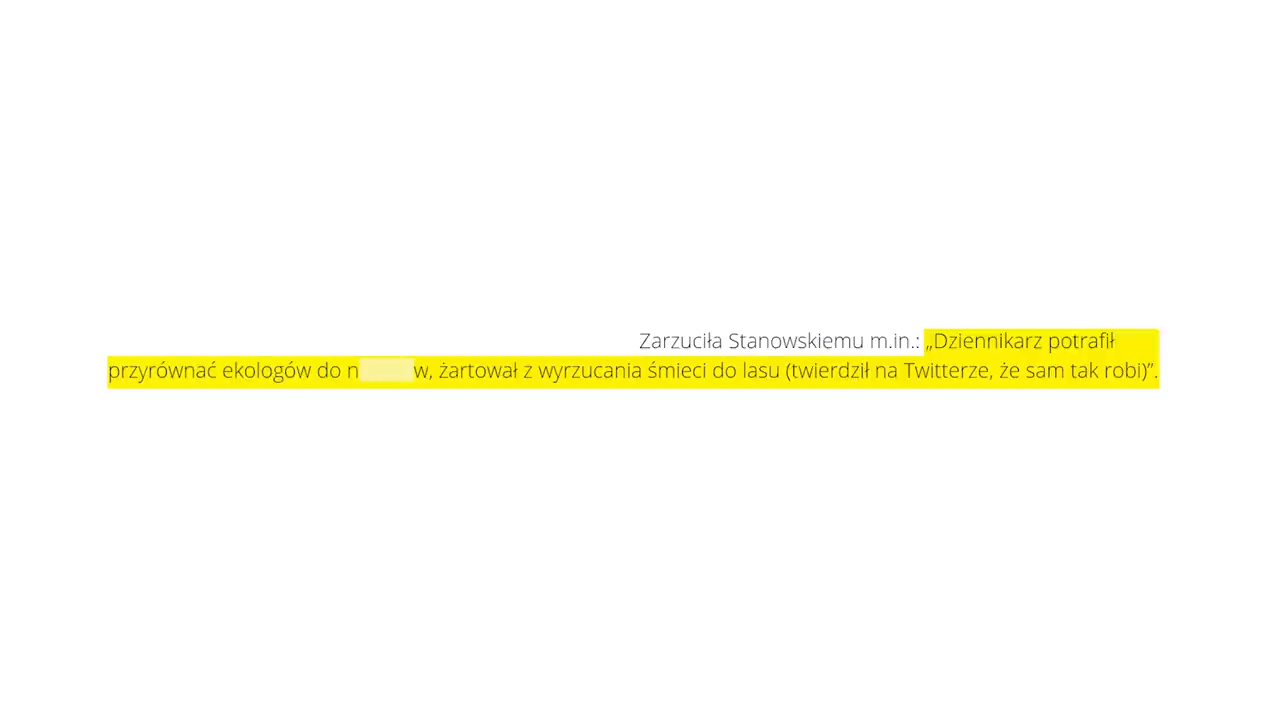 Zarzuciła Stanowskiemu m.in.: „Dziennikarz potrafił
przyrównać ekologów do n w, żartował z wyrzucania śmieci do lasu (twierdził na Twitterze, że sam tak robi)”.